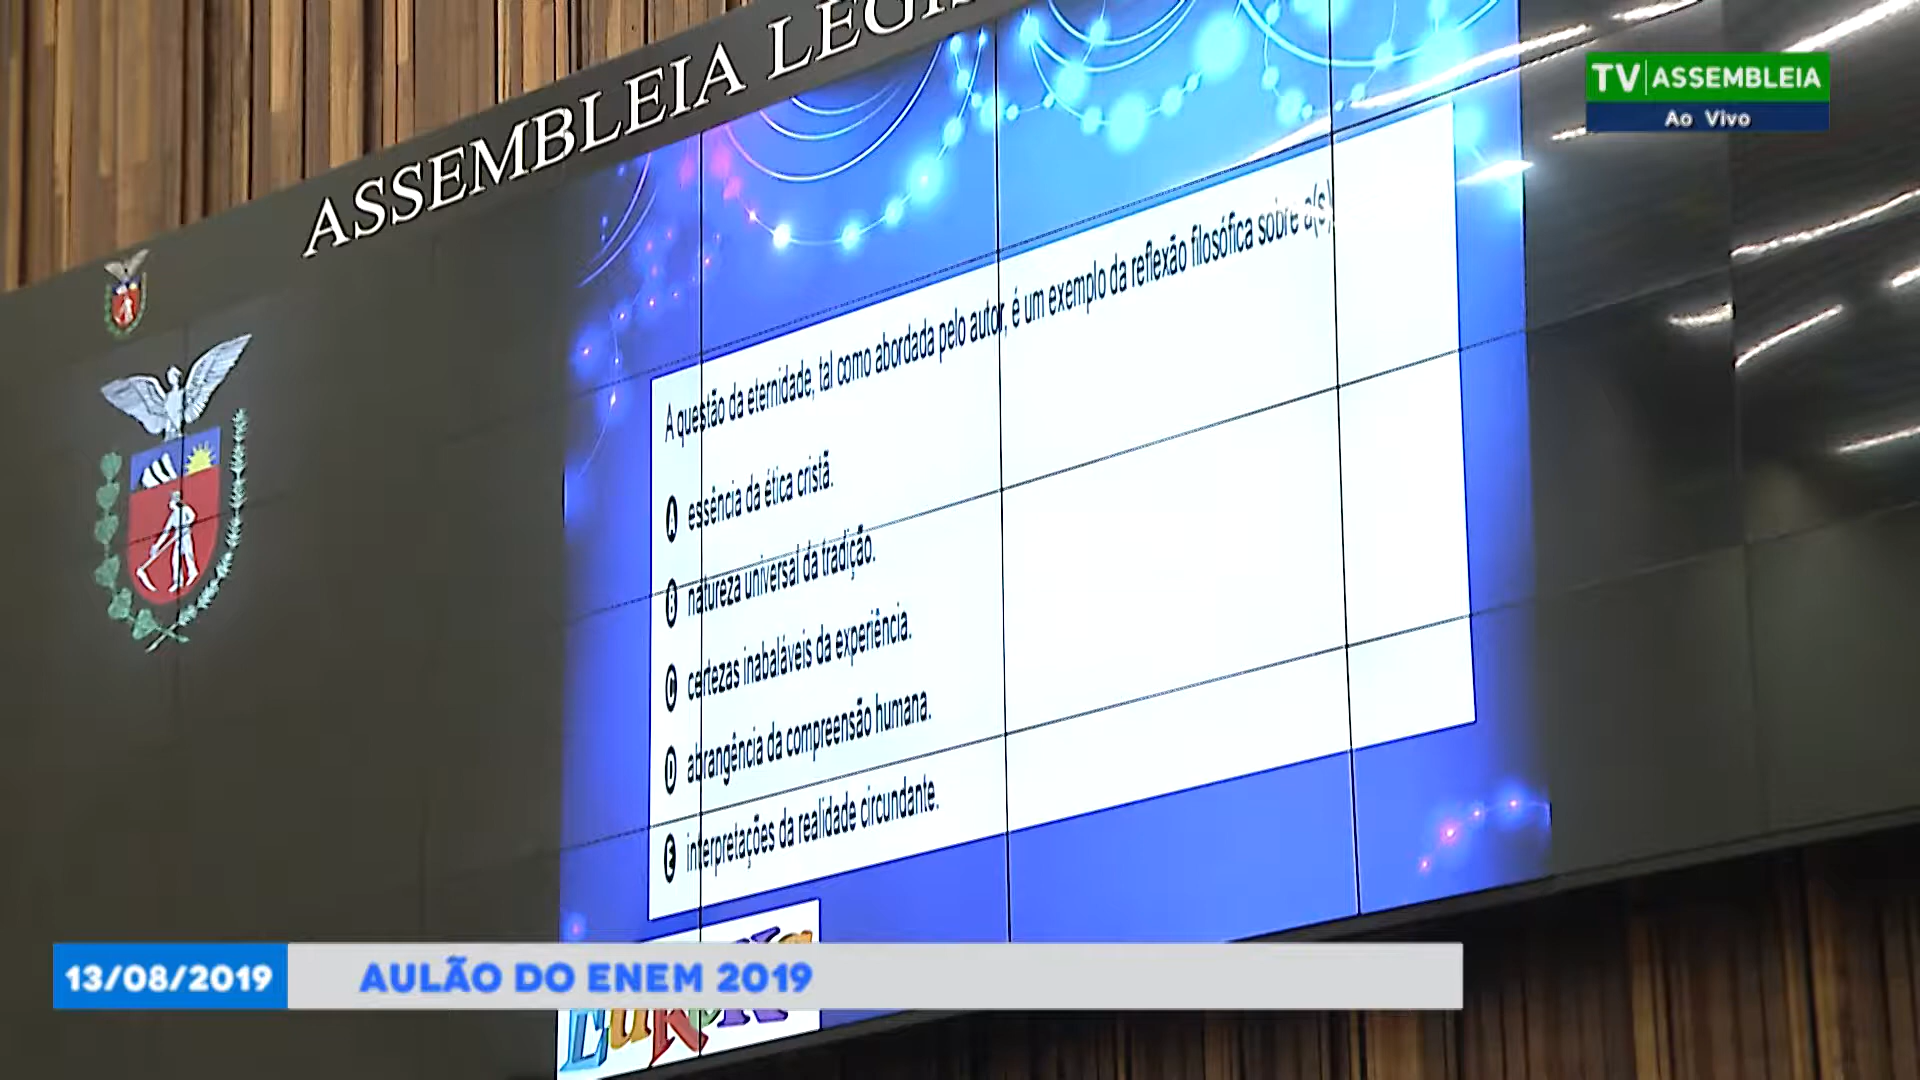 TV ASSEMBLEIA
Ao Vivo
ASSEMBLEIA
A questão da eternidade, tal como abordada pelo autor, é um exemplo da reflexão filosófica sobre a(s)
A essência da ética cristã.
B natureza universal da tradição.
C certezas inabaláveis da experiência.
D abrangência da compreensão humana.
E interpretações da realidade circundante.
13/08/2019 AULÃO DO ENEM 2019